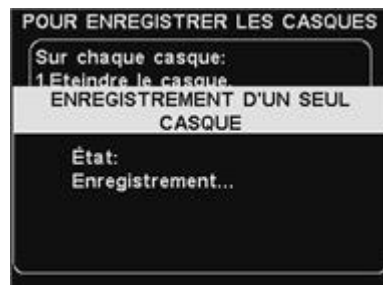 POUR ENREGISTRER LES CASQUES
Sur chaque casque:
1 Eteindre le casque.
ENREGISTREMENT D'UN SEUL
CASQUE
État:
Enregistrement...